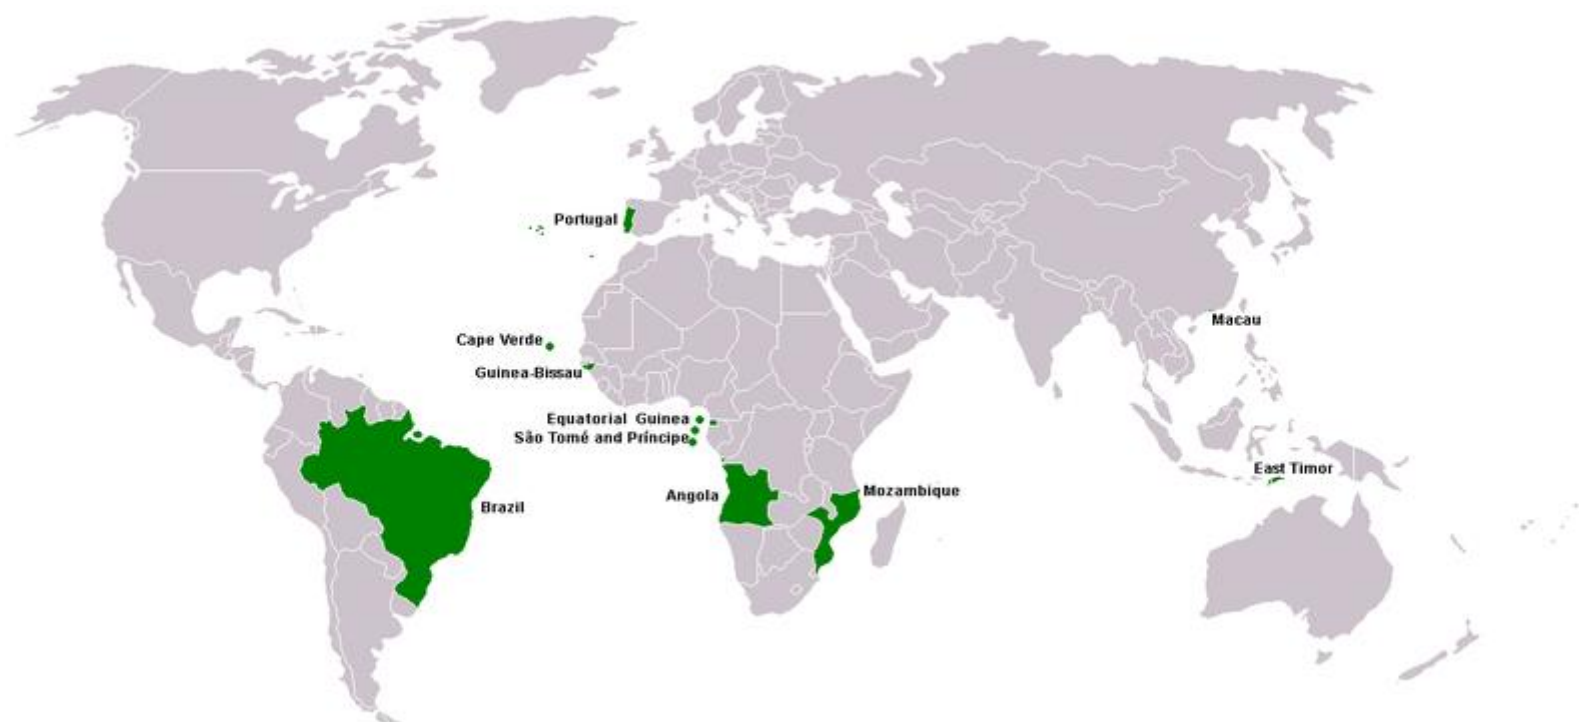 Portugal
Macau
Cape Verde
Guinea-Bissau
Equatorial Guinea
São Tomé and Príncipe
East Timor
Angola
Mozambique
Brazil